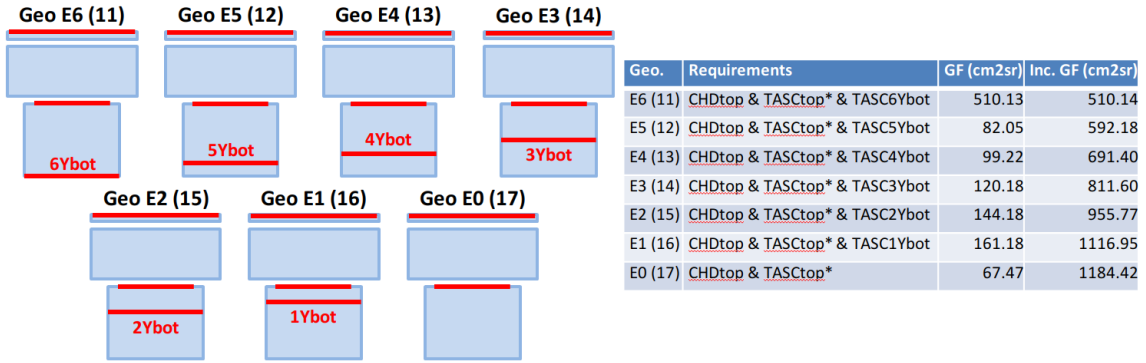 Geo E6 (11) Geo E5 (12) Geo E4 (13) Geo E3 (14)
6Ybot 5Ybot 4Ybot 3Ybot
Geo E2 (15) Geo E1 (16) Geo E0 (17)
2Ybot 1Ybot
Geo. Requirements GF (cm2sr) Inc. GF (cm2sr)
E6 (11) CHDtop & TASCtop* & TASC6Ybot 510.13 510.14
E5 (12) CHDtop & TASCtop* & TASC5Ybot 82.05 592.18
E4 (13) CHDtop & TASCtop* & TASC4Ybot 99.22 691.40
E3 (14) CHDtop & TASCtop* & TASC3Ybot 120.18 811.60
E2 (15) CHDtop & TASCtop* & TASC2Ybot 144.18 955.77
E1 (16) CHDtop & TASCtop* & TASC1Ybot 161.18 1116.95
E0 (17) CHDtop & TASCtop* 67.47 1184.42